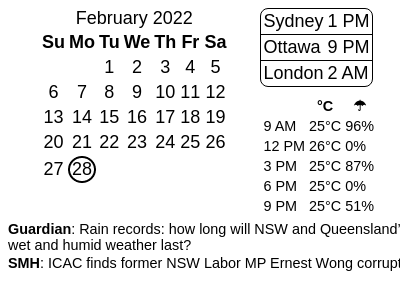 February 2022
Su Mo Tu We Th Fr Sa
1 2 3 4 5
6 7 8 9 10 11 12
13 14 15 16 17 18 19
20 21 22 23 24 25 26
27 28
Sydney 1 PM
Ottawa 9 PM
London 2 AM
°C ☂
9 AM 25°C 96%
12 PM 26°C 0%
3 PM 25°C 87%
6 PM 25°C 0%
9 PM 25°C 51%
Guardian: Rain records: how long will NSW and Queensland'
wet and humid weather last?
SMH: ICAC finds former NSW Labor MP Ernest Wong corrupt